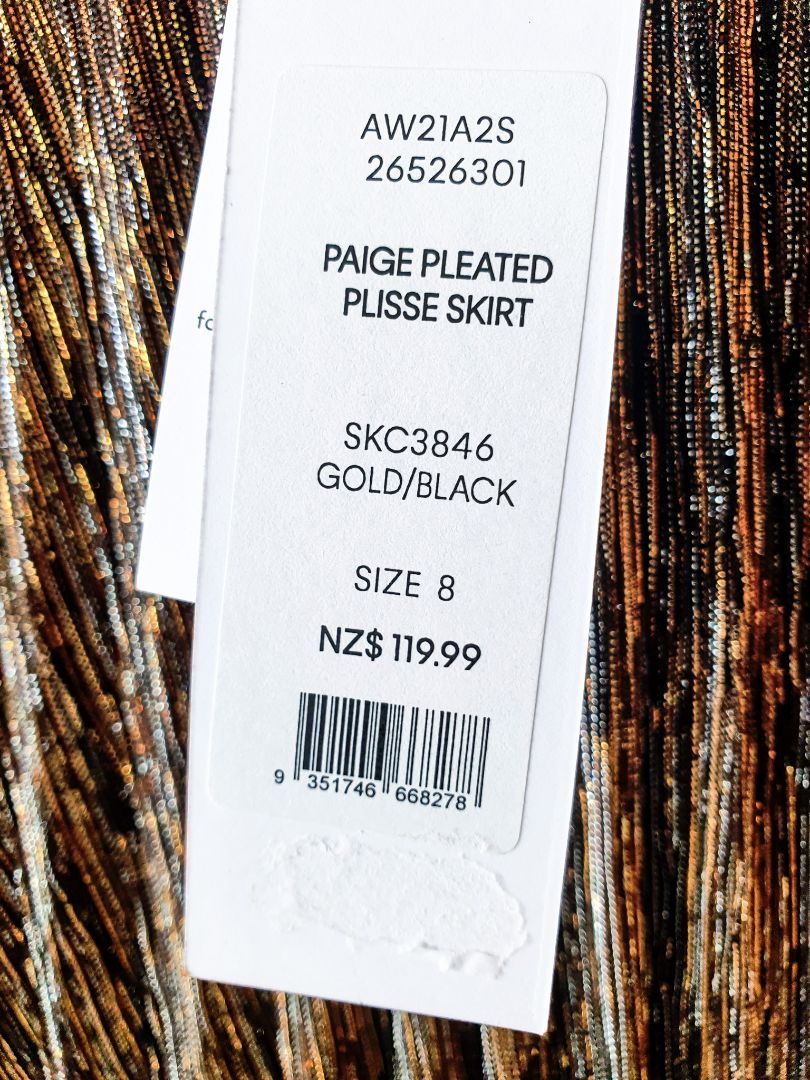 AW21A2S
26526301
PAIGE PLEATED
PLISSE SKIRT
SKC3846
GOLD/BLACK
SIZE 8
NZ$ 119.99
9 351746 668278